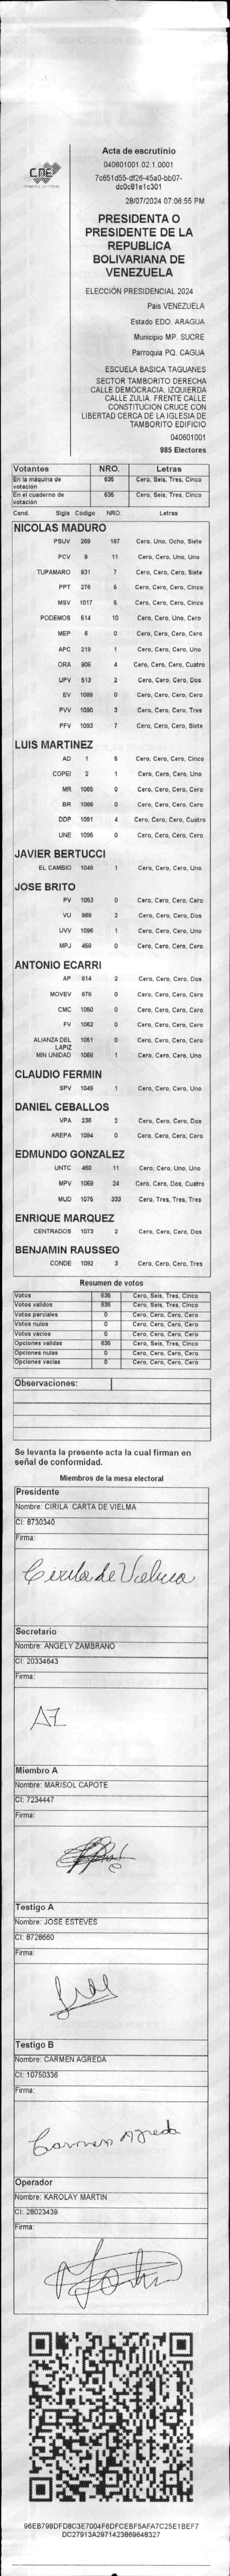 CNE
Acta de escrutinio
040601001.02.1.0001
7c651d55-df26-45a0-bb07-
dc0c81e1c301
28/07/2024 07:06:55 PM
PRESIDENTA O
PRESIDENTE DE LA
REPUBLICA
BOLIVARIANA DE
VENEZUELA
ELECCIÓN PRESIDENCIAL 2024
Pais VENEZUELA
Estado EDO. ARAGUA
Municipio MP. SUCRE
Parroquia PQ. CAGUA
ESCUELA BASICA TAGUANES
SECTOR TAMBORITO DERECHA
CALLE DEMOCRACIA. IZQUIERDA
CALLE ZULIA. FRENTE CALLE
CONSTITUCION CRUCE CON
LIBERTAD CERCA DE LA IGLESIA DE
TAMBORITO EDIFICIO
040601001
985 Electores
Votantes NRO. Letras
En la máquina de votación 635 Cero, Seis, Tres, Cinco
En el cuaderno de votación 635 Cero, Seis, Tres, Cinco
Cand. Sigla Código NRO. Letras
NICOLAS MADURO
PSUV 269 187 Cero, Uno, Ocho, Siete
PCV 9 11 Cero, Cero, Uno, Uno
TUPAMARO 931 7 Cero, Cero, Cero, Siete
PPT 276 5 Cero, Cero, Cero, Cinco
MSV 1017 5 Cero, Cero, Cero, Cinco
PODEMOS 514 10 Cero, Cero, Uno, Cero
MEP 6 0 Cero, Cero, Cero, Cero
APC 219 1 Cero, Cero, Cero, Uno
ORA 906 4 Cero, Cero, Cero, Cuatro
UPV 513 2 Cero, Cero, Cero, Dos
EV 1089 0 Cero, Cero, Cero, Cero
PVV 1090 3 Cero, Cero, Cero, Tres
PFV 1093 7 Cero, Cero, Cero, Siete
LUIS MARTINEZ
AD 1 5 Cero, Cero, Cero, Cinco
COPEI 2 1 Cero, Cero, Cero, Uno
MR 1065 0 Cero, Cero, Cero, Cero
BR 1066 0 Cero, Cero, Cero, Cero
DDP 1091 4 Cero, Cero, Cero, Cuatro
UNE 1095 0 Cero, Cero, Cero, Cero
JAVIER BERTUCCI
EL CAMBIO 1048 1 Cero, Cero, Cero, Uno
JOSE BRITO
PV 1053 0 Cero, Cero, Cero, Cero
VU 868 2 Cero, Cero, Cero, Dos
UVV 1096 1 Cero, Cero, Cero, Uno
MPJ 459 0 Cero, Cero, Cero, Cero
ANTONIO ECARRI
AP 814 2 Cero, Cero, Cero, Dos
MOVEV 878 0 Cero, Cero, Cero, Cero
CMC 1050 0 Cero, Cero, Cero, Cero
FV 1062 0 Cero, Cero, Cero, Cero
ALIANZA DEL LAPIZ 1051 0 Cero, Cero, Cero, Cero
MIN UNIDAD 1069 1 Cero, Cero, Cero, Uno
CLAUDIO FERMIN
SPV 1049 1 Cero, Cero, Cero, Uno
DANIEL CEBALLOS
VPA 236 2 Cero, Cero, Cero, Dos
AREPA 1094 0 Cero, Cero, Cero, Cero
EDMUNDO GONZALEZ
UNTC 460 11 Cero, Cero, Uno, Uno
MPV 1069 24 Cero, Cero, Dos, Cuatro
MUD 1075 333 Cero, Tres, Tres, Tres
ENRIQUE MARQUEZ
CENTRADOS 1073 2 Cero, Cero, Cero, Dos
BENJAMIN RAUSSEO
CONDE 1092 3 Cero, Cero, Cero, Tres
Resumen de votos
Votos 635 Cero, Seis, Tres, Cinco
Votos validos 635 Cero, Seis, Tres, Cinco
Votos parciales 0 Cero, Cero, Cero, Cero
Votos nulos 0 Cero, Cero, Cero, Cero
Votos vacios 0 Cero, Cero, Cero, Cero
Opciones validas 635 Cero, Seis, Tres, Cinco
Opciones nulas 0 Cero, Cero, Cero, Cero
Opciones vacias 0 Cero, Cero, Cero, Cero
Observaciones:
Se levanta la presente acta la cual firman en
señal de conformidad.
Miembros de la mesa electoral
Presidente
Nombre: CIRILA CARTA DE VIELMA
CI: 8730340
Firma:
Cirila de Vielma
Secretario
Nombre: ANGELY ZAMBRANO
CI: 20334643
Firma:
AZ
Miembro A
Nombre: MARISOL CAPOTE
CI: 7234447
Firma:
Testigo A
Nombre: JOSE ESTEVES
CI: 8728660
Firma:
Testigo B
Nombre: CARMEN AGREDA
CI: 10750336
Firma:
Carmen Agreda
Operador
Nombre: KAROLAY MARTIN
CI: 28023439
Firma:
96EB798DFD8C3E7004F6DFCEBF5AFA7C25E1BEF7
DC27913A2971423869648327